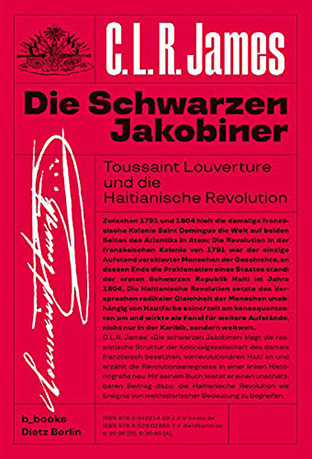 C.L.R. James
Die Schwarzen
Jakobiner
Toussaint Louverture
und die
Haitianische Revolution
Zwischen 1791 und 1804 hielt die damalige franzö-
sische Kolonie Saint Domingue die Welt auf beiden
Seiten des Atlantiks in Atem: Die Revolution in der
französischen Kolonie von 1791 war der einzige
Aufstand versklavter Menschen der Geschichte, an
dessen Ende die Proklamation eines Staates stand:
der ersten Schwarzen Republik Haiti im Jahre
1804. Die Haitianische Revolution setzte das Ver-
sprechen radikaler Gleichheit der Menschen unab-
hängig von Hautfarbe seinerzeit am konsequentes-
ten um und wirkte als Fanal für weitere Aufstände,
nicht nur in der Karibik, sondern weltweit.
C.L.R. James' «Die schwarzen Jakobiner» klagt die ras-
sistische Struktur der Kolonialgesellschaft des damals
französisch besetzten, vorrevolutionären Haiti an und
erzählt die Revolutionsereignisse in einer linken Histo-
riografie neu. Mit seinem Buch leistet er einen unschätz-
baren Beitrag dazu, die Haitianische Revolution als
Ereignis von welthistorischer Bedeutung zu begreifen.
b_books
Dietz Berlin